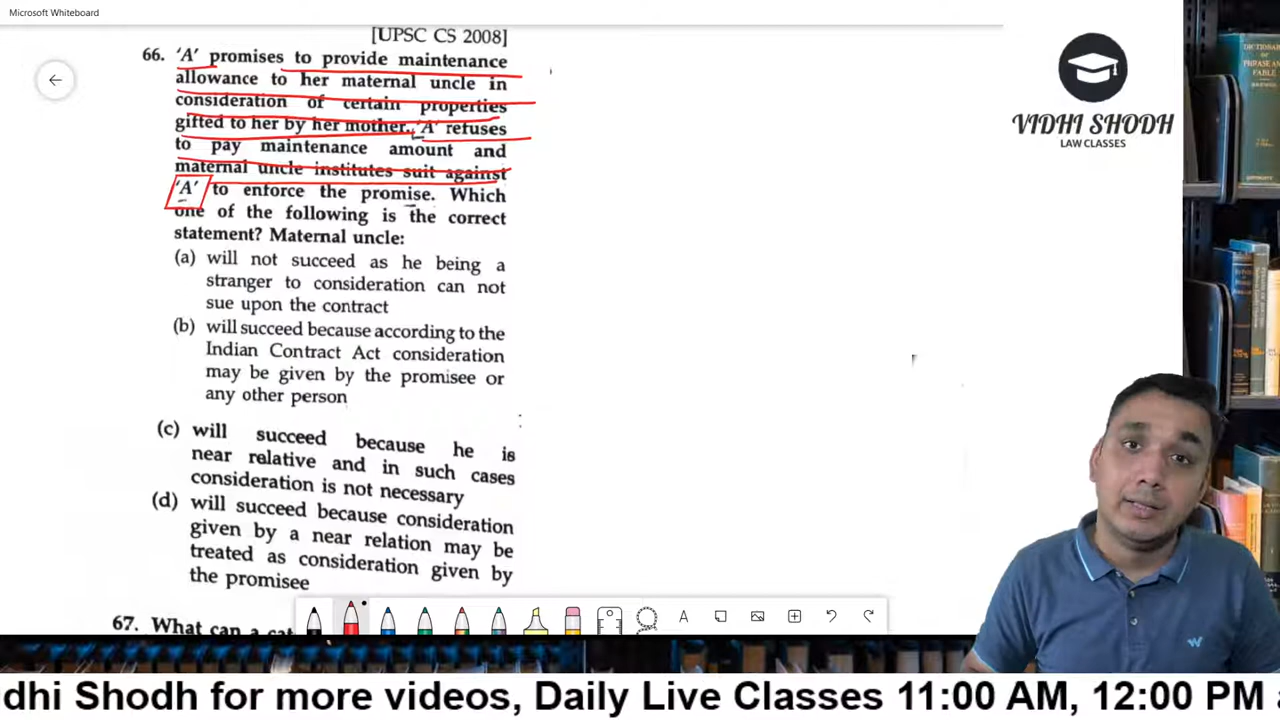 Microsoft Whiteboard
[UPSC CS 2008]
66. 'A' promises to provide maintenance
allowance to her maternal uncle in
consideration of certain properties
gifted to her by her mother. 'A' refuses
to pay maintenance amount and
maternal uncle institutes suit against
'A' to enforce the promise. Which
one of the following is the correct
statement? Maternal uncle:
(a) will not succeed as he being a
stranger to consideration can not
sue upon the contract
(b) will succeed because according to the
Indian Contract Act consideration
may be given by the promisee or
any other person
(c) will succeed because he is
near relative and in such cases
consideration is not necessary
(d) will succeed because consideration
given by a near relation may be
treated as consideration given by
the promisee
67. What can a
VIDHI SHODH
LAW CLASSES
DICTIONARY
OF
PHRASE AND
FABLE
A
dhi Shodh for more videos, Daily Live Classes 11:00 AM, 12:00 PM